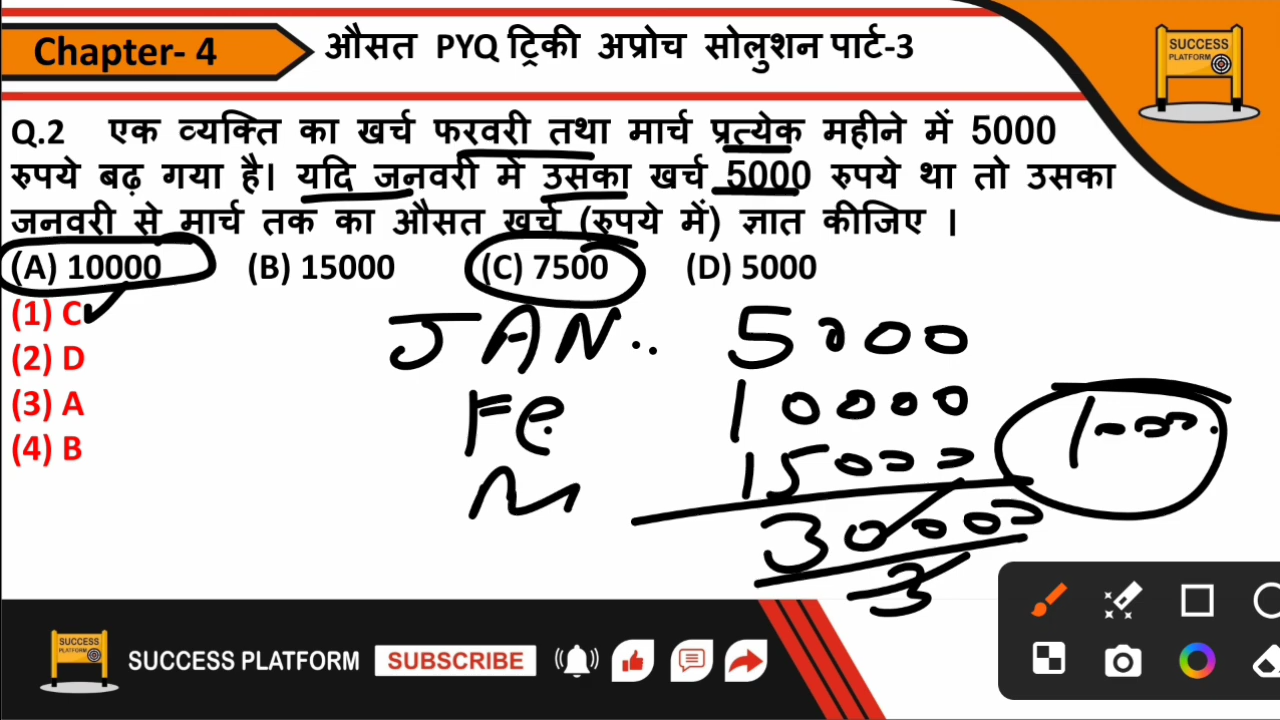 Chapter- 4
औसत PYQ ट्रिकी अप्रोच सोलुशन पार्ट-3
SUCCESS
PLATFORM
Q.2 एक व्यक्ति का खर्च फरवरी तथा मार्च प्रत्येक महीने में 5000
रुपये बढ़ गया है। यदि जनवरी में उसका खर्च 5000 रुपये था तो उसका
जनवरी से मार्च तक का औसत खर्च (रुपये में) ज्ञात कीजिए ।
(A) 10000 (B) 15000 (C) 7500 (D) 5000
(1) C
(2) D
(3) A
(4) B
JAN.. 5000
Fe 10000
M 15000
30000
3
SUCCESS
PLATFORM
SUCCESS PLATFORM
SUBSCRIBE